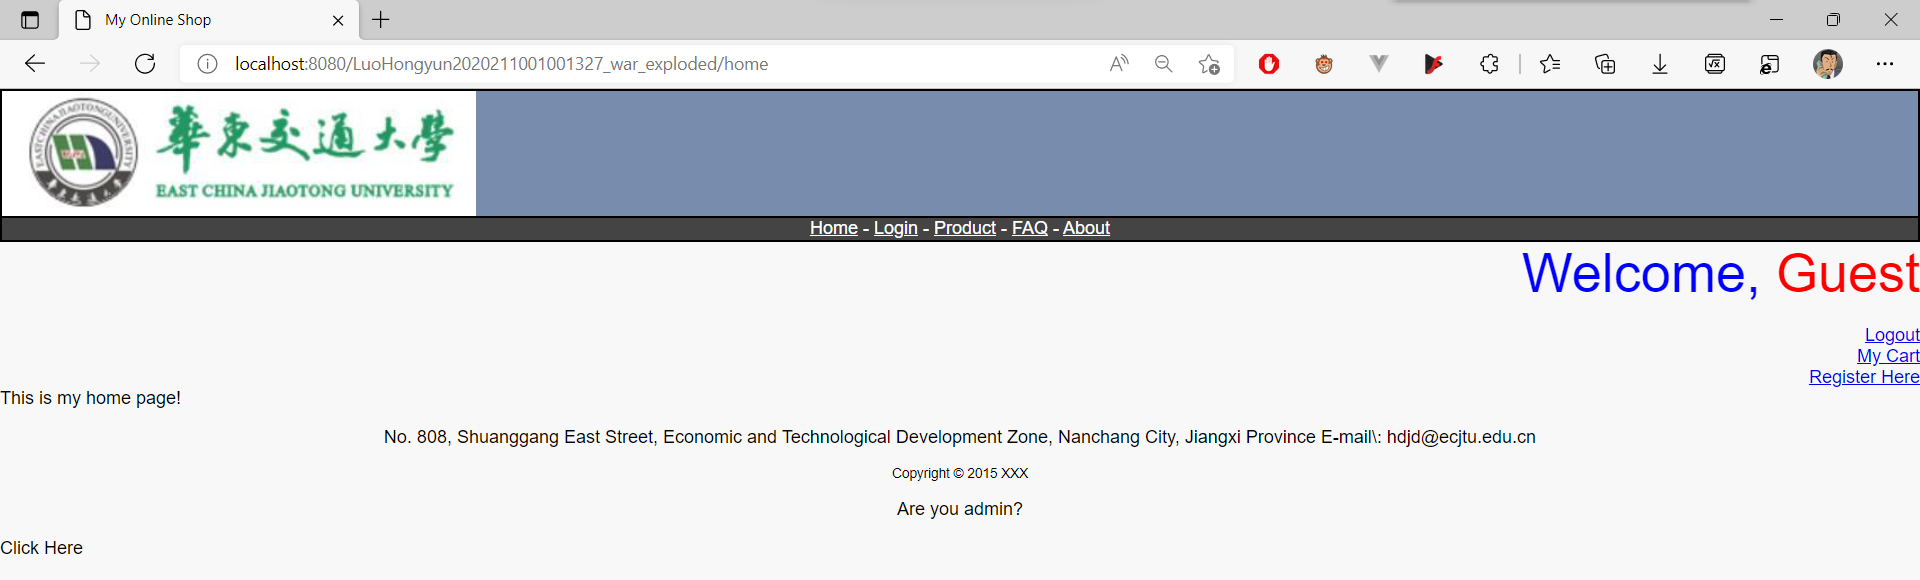 My Online Shop
localhost:8080/LuoHongyun2020211001001327_war_exploded/home
華東交通大學
EAST CHINA JIAOTONG UNIVERSITY
Home - Login - Product - FAQ - About
Welcome, Guest
Logout
My Cart
Register Here
This is my home page!
No. 808, Shuanggang East Street, Economic and Technological Development Zone, Nanchang City, Jiangxi Province E-mail\: hdjd@ecjtu.edu.cn
Copyright © 2015 XXX
Are you admin?
Click Here